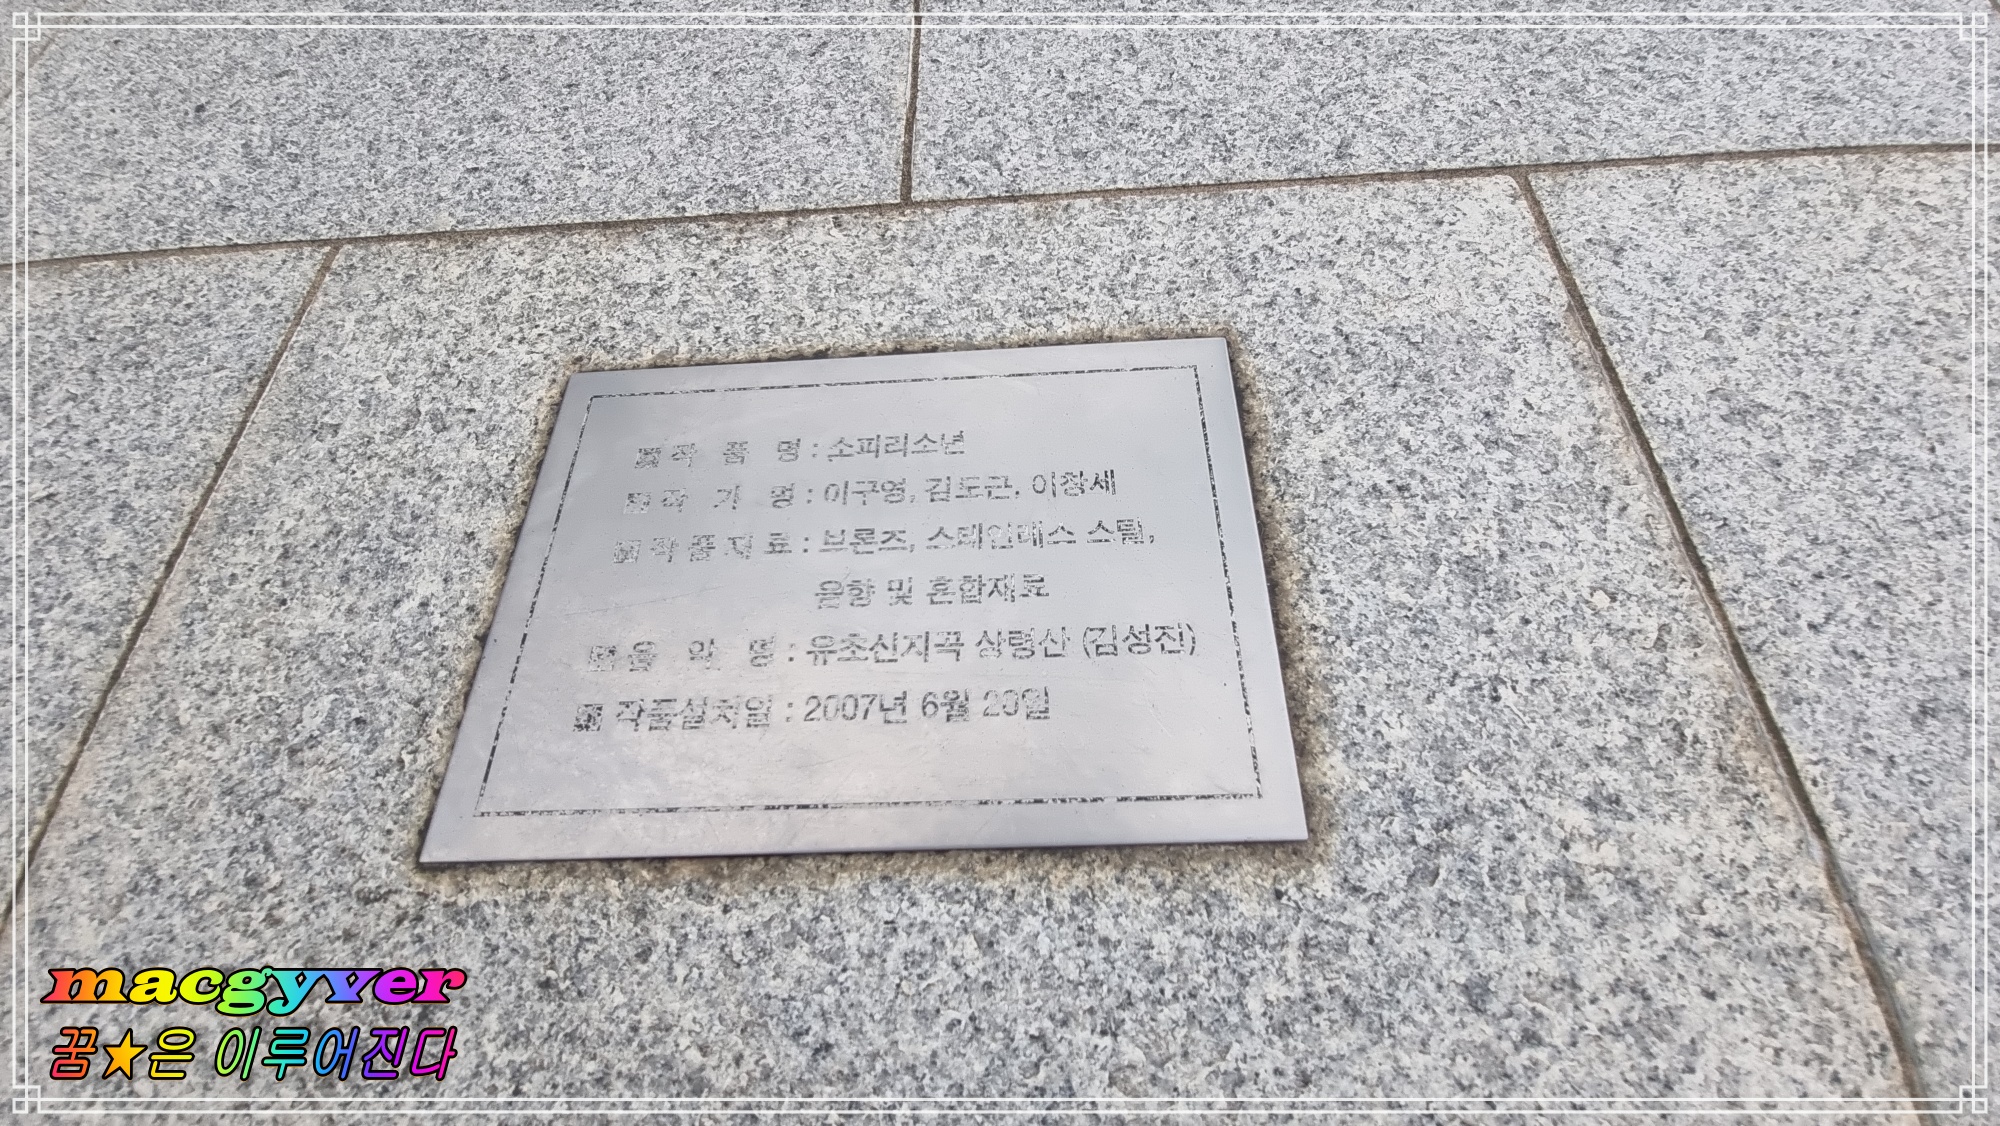 ▣ 작 품 명 : 소피리소년
▣ 작 가 명 : 이구영, 김도근, 이창세
▣ 작 품 재 료 : 브론즈, 스테인레스 스틸,
음향 및 혼합재료
▣ 음 악 명 : 유초신지곡 상령산 (김성진)
▣ 작품설치일 : 2007년 6월 20일
macgyver
꿈★은 이루어진다